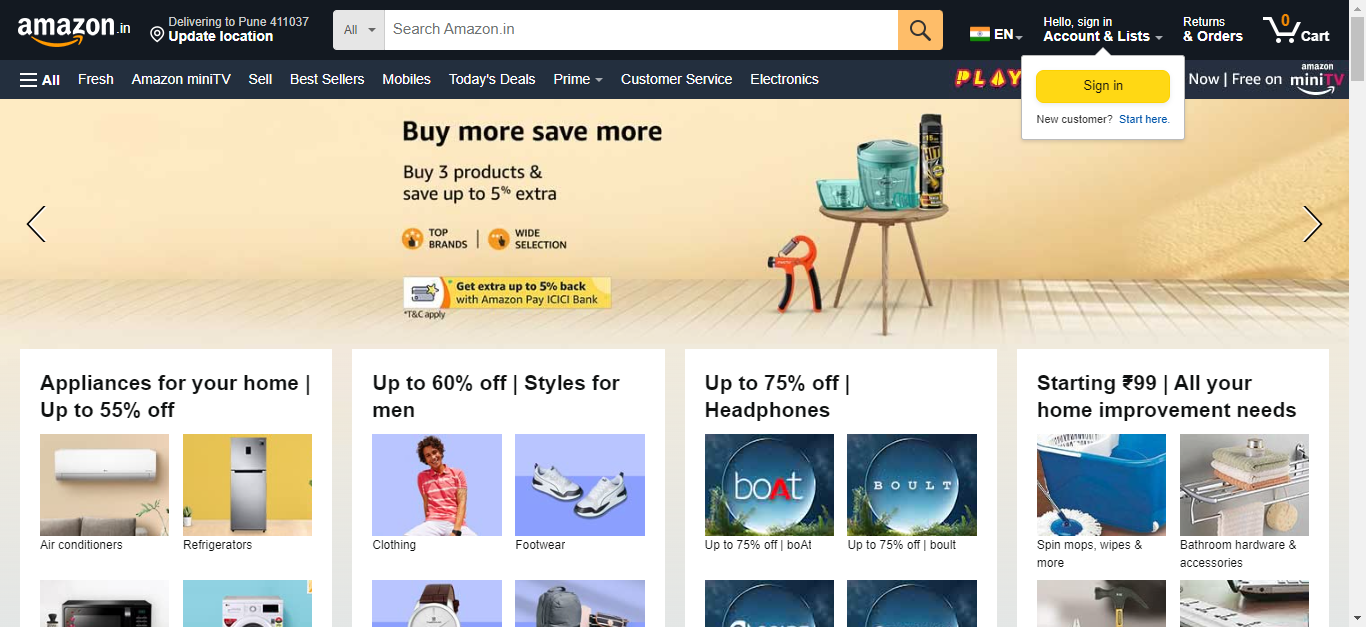 amazon.in
Delivering to Pune 411037
Update location
All
Search Amazon.in
EN
Hello, sign in
Account & Lists
Returns
& Orders
0
Cart
All
Fresh
Amazon miniTV
Sell
Best Sellers
Mobiles
Today's Deals
Prime
Customer Service
Electronics
PLAY
Now | Free on
amazon
miniTV
Sign in
New customer? Start here.
Buy more save more
Buy 3 products &
save up to 5% extra
TOP
BRANDS
WIDE
SELECTION
Get extra up to 5% back
with Amazon Pay ICICI Bank
*T&C apply
HIT
Appliances for your home |
Up to 55% off
Air conditioners
Refrigerators
Up to 60% off | Styles for
men
Clothing
Footwear
Up to 75% off |
Headphones
boAt
BOULT
Up to 75% off | boAt
Up to 75% off | boult
Starting ₹99 | All your
home improvement needs
Spin mops, wipes &
more
Bathroom hardware &
accessories